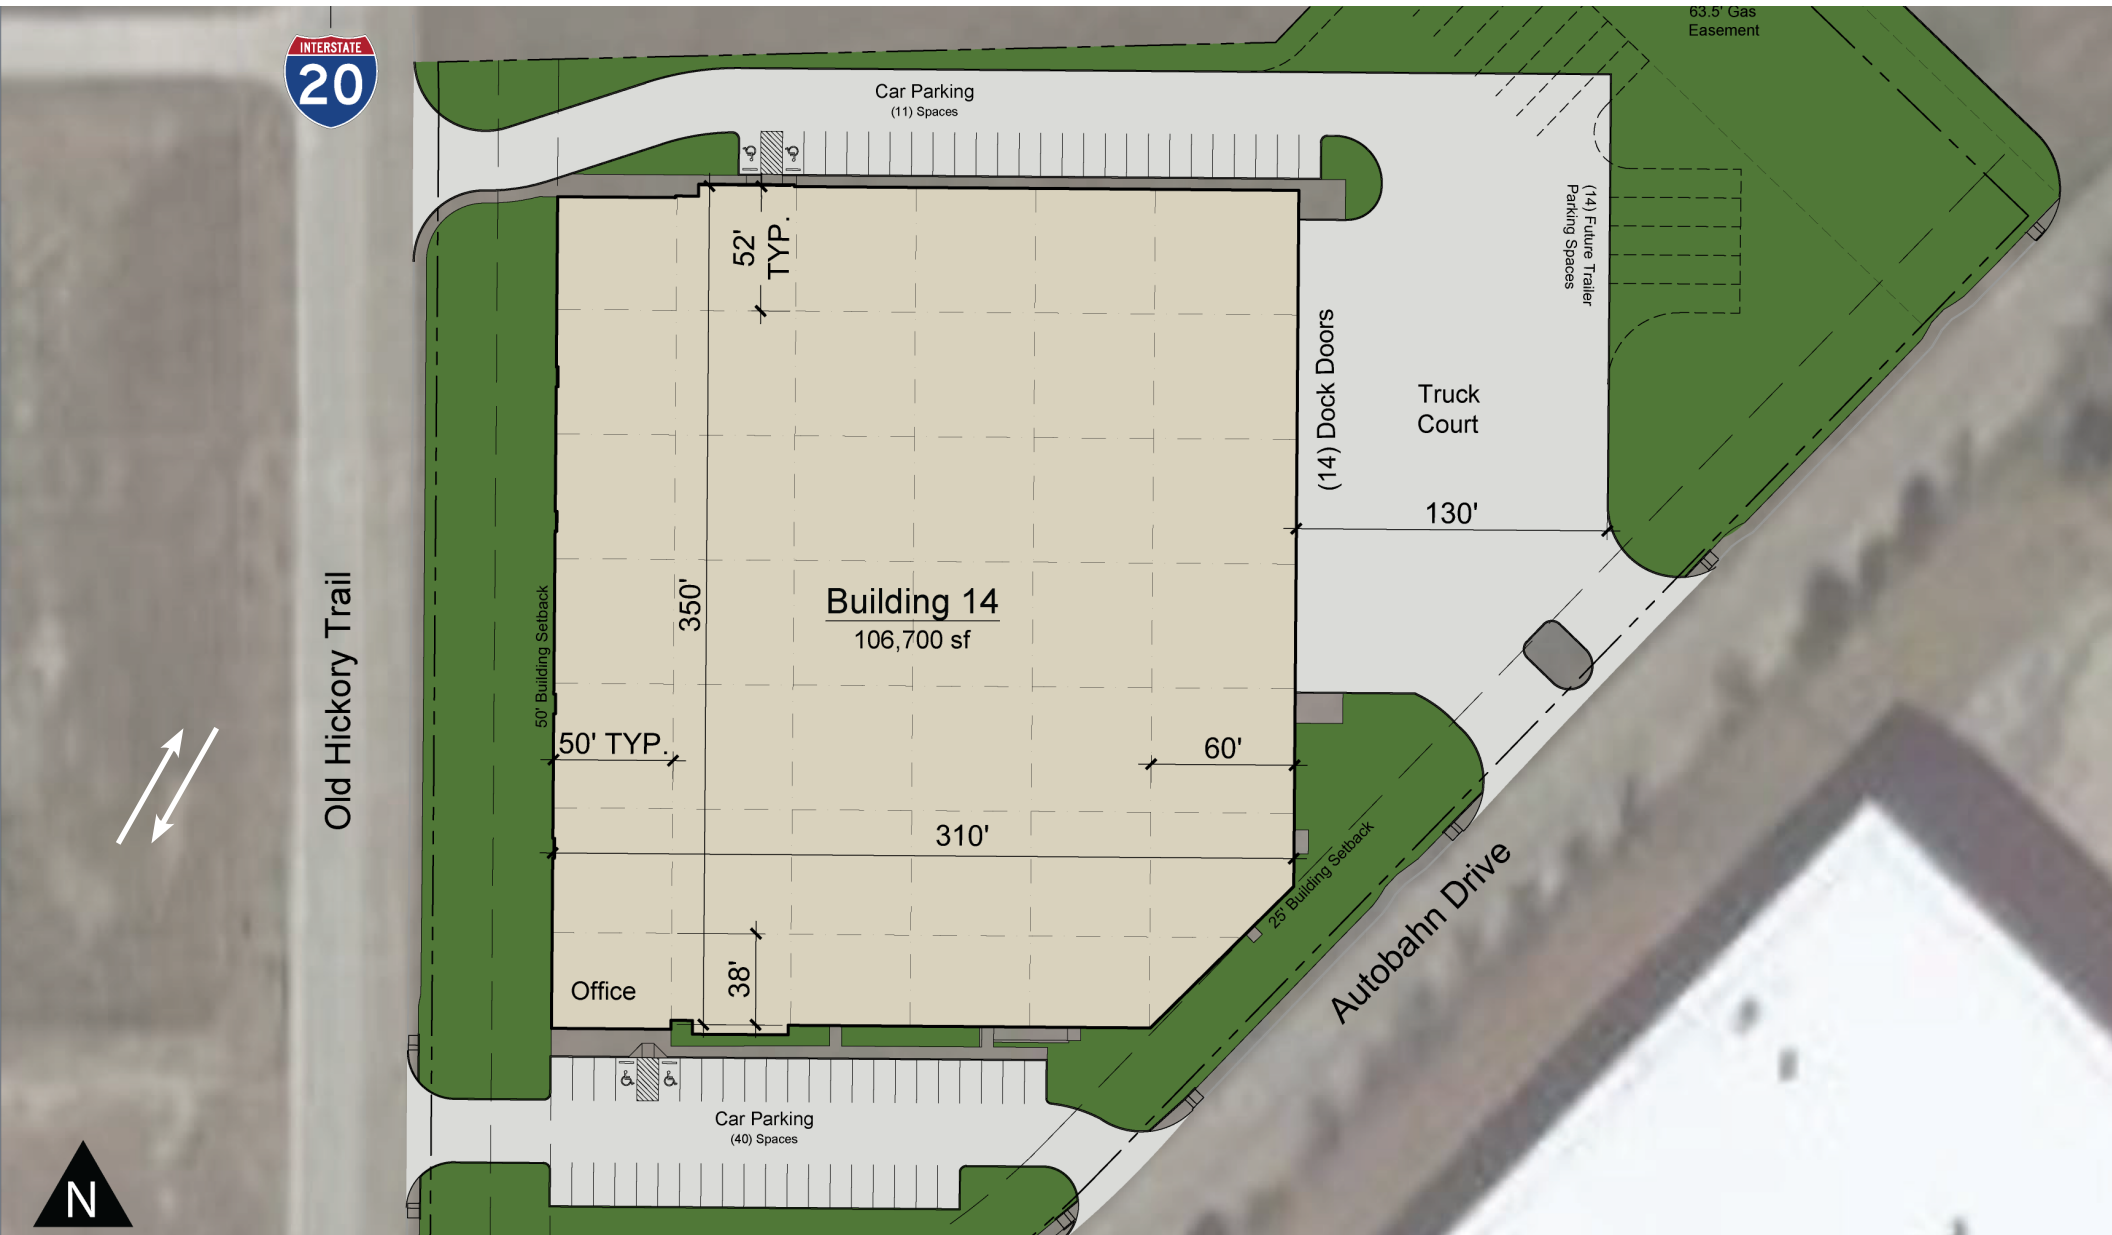 63.5' Gas
Easement
INTERSTATE
20
Car Parking
(11) Spaces
52'
TYP.
(14) Future Trailer
Parking Spaces
(14) Dock Doors
Truck
Court
130'
350'
Building 14
106,700 sf
50' Building Setback
Old Hickory Trail
50' TYP.
60'
310'
25' Building Setback
Autobahn Drive
38'
Office
Car Parking
(40) Spaces
N